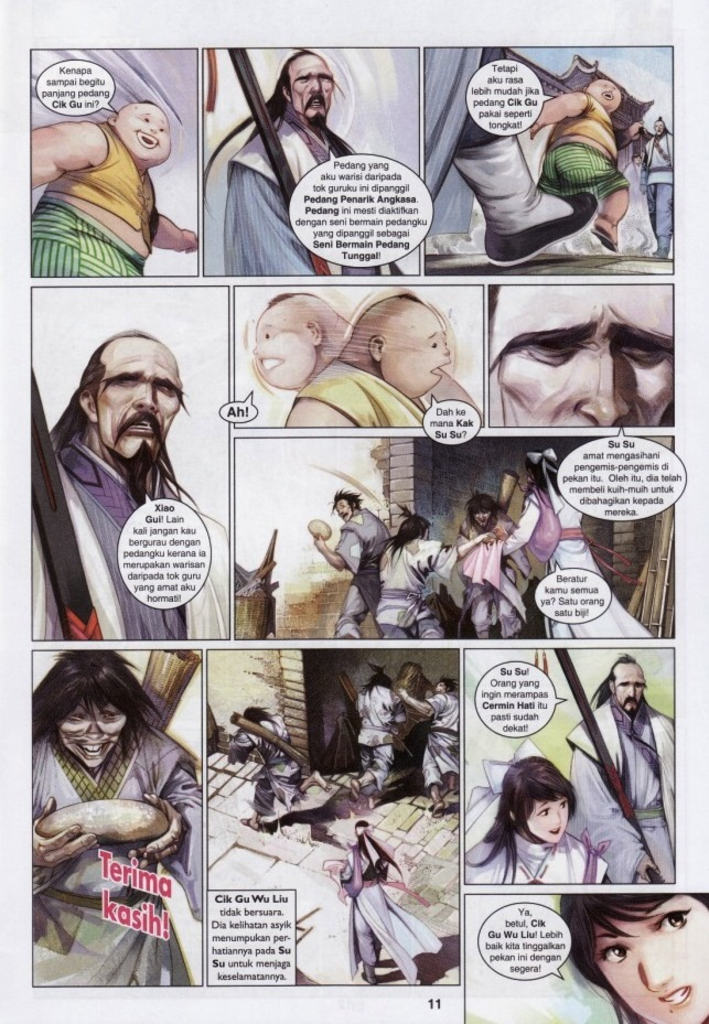 Kenapa
sampai begitu
panjang pedang
Cik Gu ini?
Pedang yang
aku warisi daripada
tok guruku ini dipanggil
Pedang Penarik Angkasa.
Pedang ini mesti diaktifkan
dengan seni bermain pedangku
yang dipanggil sebagai
Seni Bermain Pedang
Tunggal!
Tetapi
aku rasa
lebih mudah jika
pedang Cik Gu
pakai seperti
tongkat!
Xiao
Gui! Lain
kali jangan kau
bergurau dengan
pedangku kerana ia
merupakan warisan
daripada tok guru
yang amat aku
hormati!
Ah!
Dah ke
mana Kak
Su Su?
Su Su
amat mengasihani
pengemis-pengemis di
pekan itu. Oleh itu, dia telah
membeli kuih-muih untuk
dibahagikan kepada
mereka.
Beratur
kamu semua
ya? Satu orang
satu biji!
Terima
kasih!
Cik Gu Wu Liu
tidak bersuara.
Dia kelihatan asyik
menumpukan per-
hatiannya pada Su
Su untuk menjaga
keselamatannya.
Su Su!
Orang yang
ingin merampas
Cermin Hati itu
pasti sudah
dekat!
Ya,
betul, Cik
Gu Wu Liu! Lebih
baik kita tinggalkan
pekan ini dengan
segera!
11